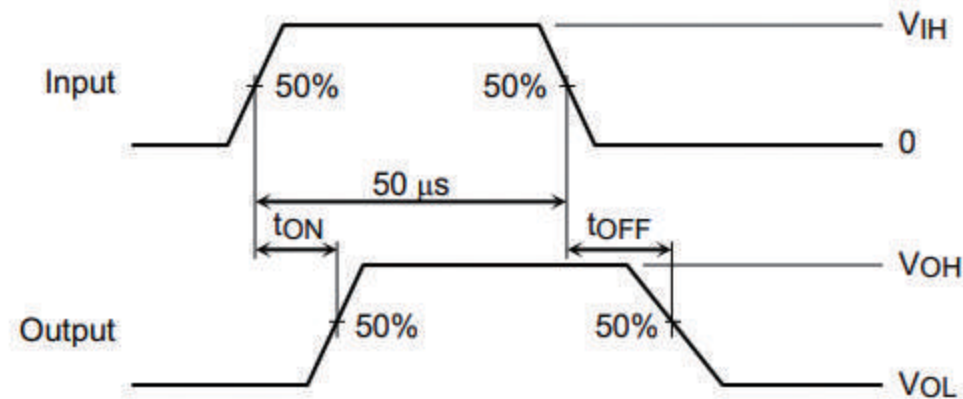 VIH
Input
50%
50%
0
50 μs
tON
tOFF
VOH
Output
50%
50%
VOL